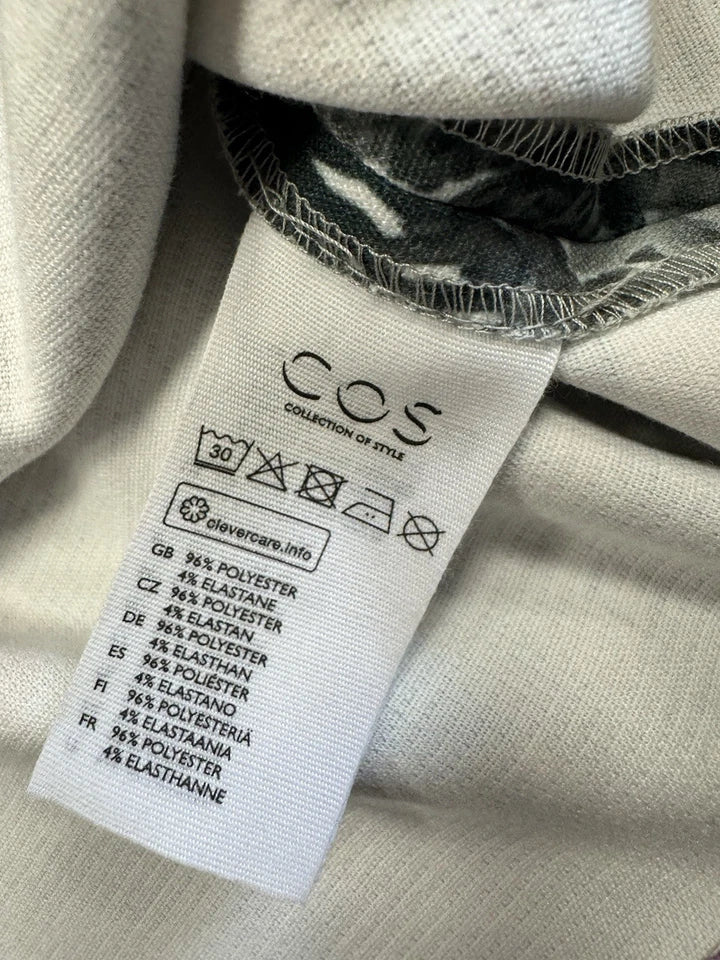 COS
COLLECTION OF STYLE
30
clevercare.info
GB 96% POLYESTER
4% ELASTANE
CZ 96% POLYESTER
4% ELASTAN
DE 96% POLYESTER
4% ELASTHAN
ES 96% POLIÉSTER
4% ELASTANO
FI 96% POLYESTERIÄ
4% ELASTAANIA
FR 96% POLYESTER
4% ELASTHANNE